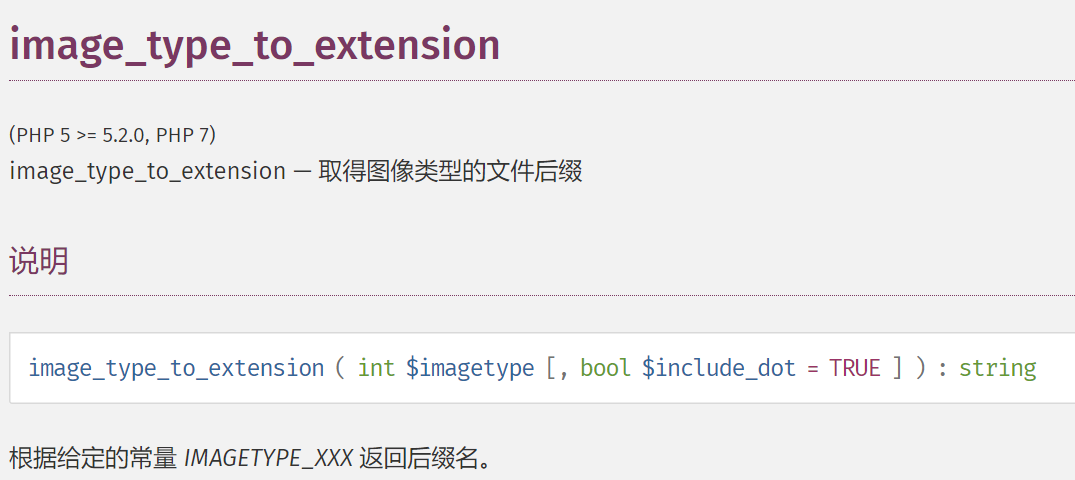 image_type_to_extension
(PHP 5 >= 5.2.0, PHP 7)
image_type_to_extension — 取得图像类型的文件后缀
说明
image_type_to_extension ( int $imagetype [, bool $include_dot = TRUE ] ) : string
根据给定的常量 IMAGETYPE_XXX 返回后缀名。